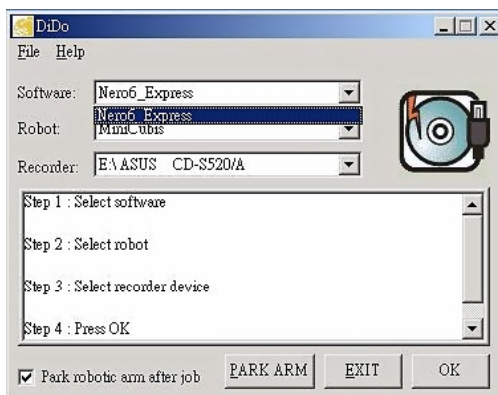 DiDo
File Help
Software: Nero6_Express
Nero6_Express
Robot: MiniCubis
Recorder: E:\ ASUS CD-S520/A
Step 1 : Select software
Step 2 : Select robot
Step 3 : Select recorder device
Step 4 : Press OK
Park robotic arm after job PARK ARM EXIT OK